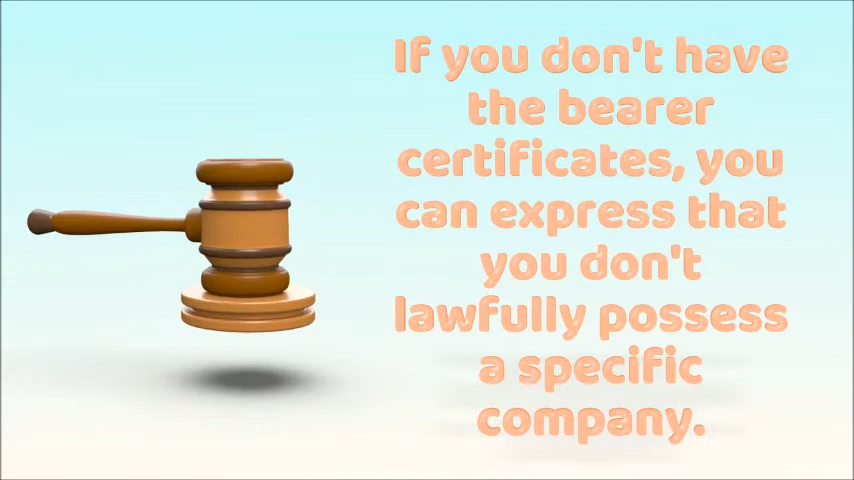 If you don't have
the bearer
certificates, you
can express that
you don't
lawfully possess
a specific
company.